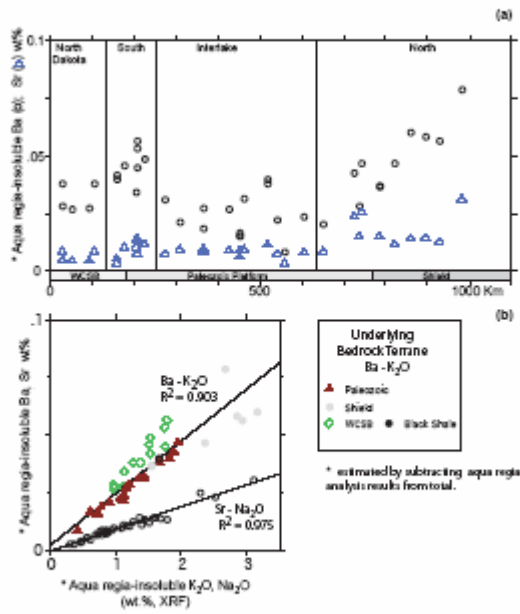 (a)
0.1
North
Dakota
South
Interlake
North
.05
0
* Aqua regia-insoluble Ba (o); Sr (△) wt%
WCSB
Paleozoic Platform
Shield
0
500
1000 Km
(b)
.1
Ba - K2O
R2 = 0.903
Sr - Na2O
R2 = 0.975
0
0
1
2
3
* Aqua regia-insoluble Ba, Sr wt%
* Aqua regia-insoluble K2O, Na2O
(wt.%, XRF)
Underlying
Bedrock Terrane
Ba - K2O
Paleozoic
Shield
WCSB
Black Shale
* estimated by subtracting aqua regia
analysis results from total.